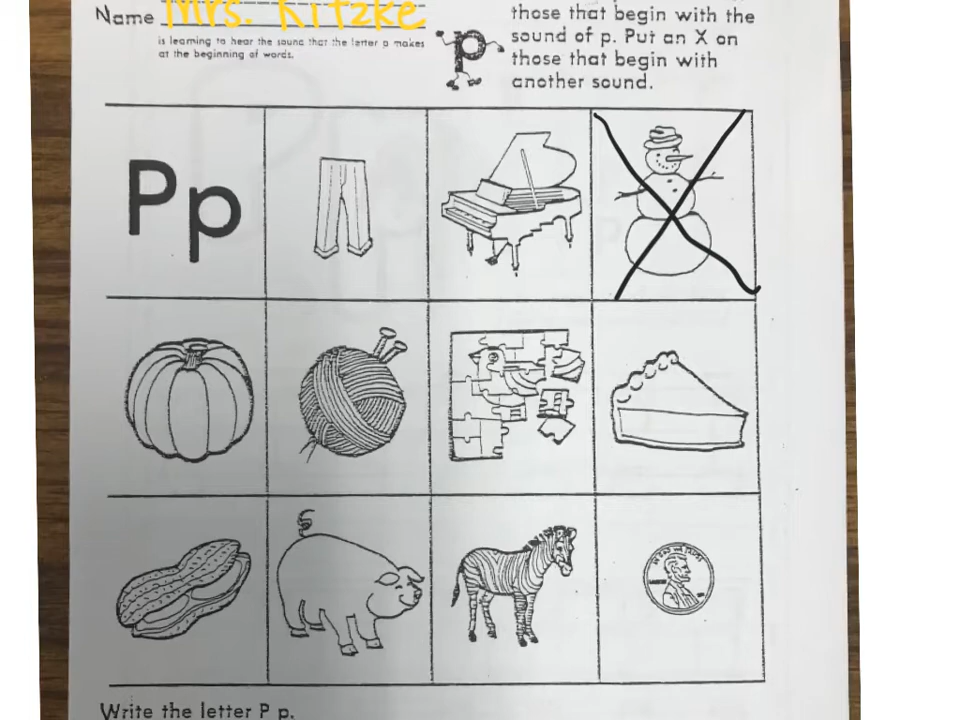 Name Mrs. Kitzke
is learning to hear the sound that the letter p makes
at the beginning of words.
p
those that begin with the
sound of p. Put an X on
those that begin with
another sound.
Pp
Write the letter P p.